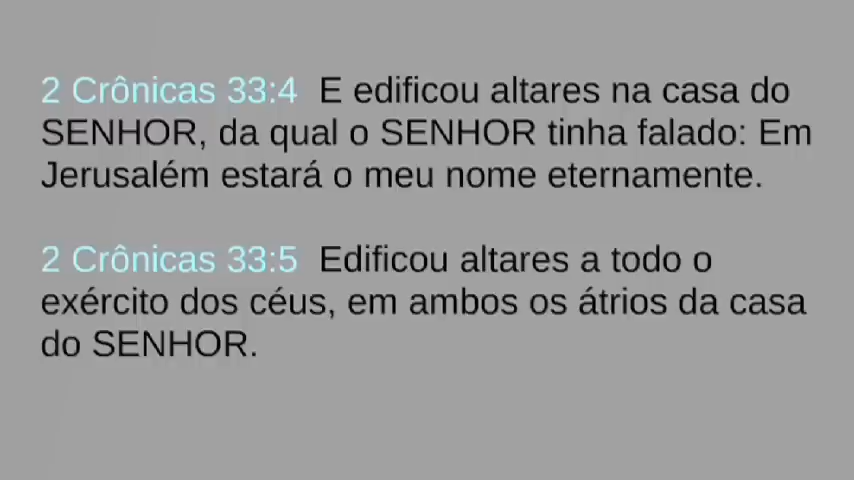 2 Crônicas 33:4 E edificou altares na casa do
SENHOR, da qual o SENHOR tinha falado: Em
Jerusalém estará o meu nome eternamente.
2 Crônicas 33:5 Edificou altares a todo o
exército dos céus, em ambos os átrios da casa
do SENHOR.